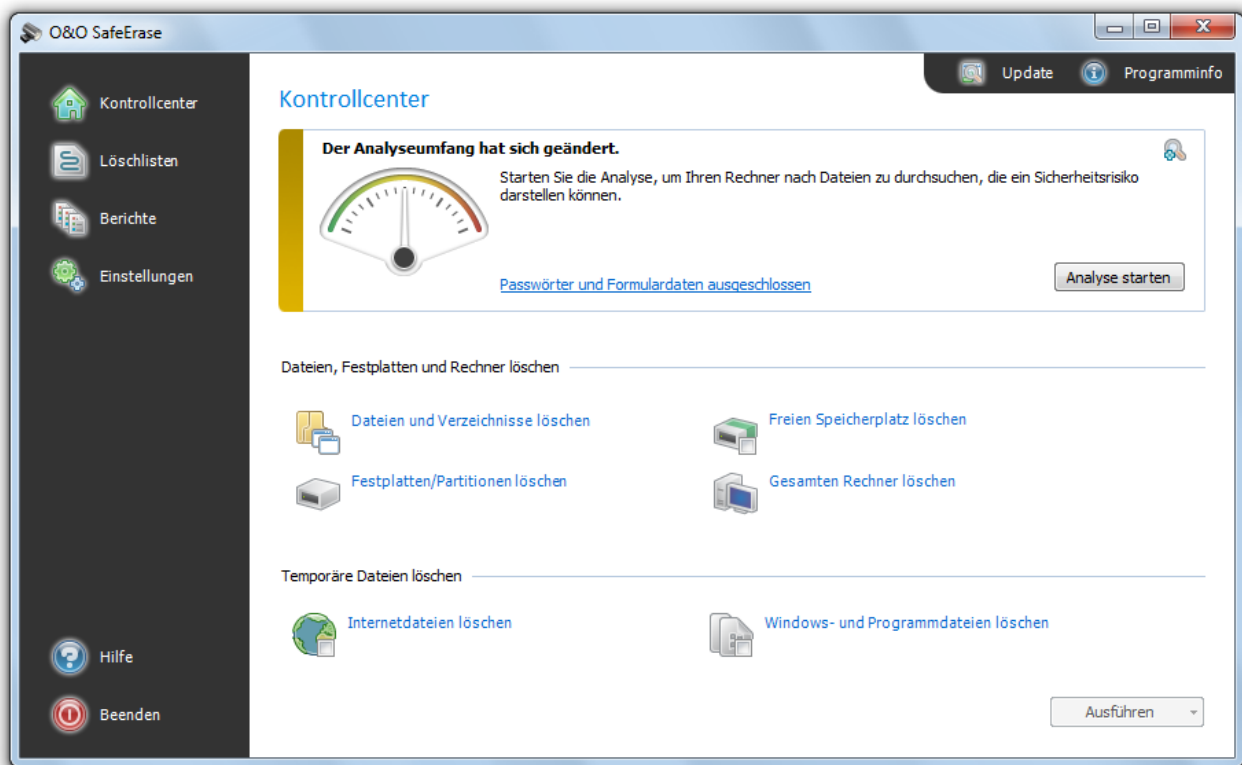 O&O SafeErase
Update
Programminfo
Kontrollcenter
Löschlisten
Berichte
Einstellungen
Hilfe
Beenden
Kontrollcenter
Der Analyseumfang hat sich geändert.
Starten Sie die Analyse, um Ihren Rechner nach Dateien zu durchsuchen, die ein Sicherheitsrisiko
darstellen können.
Passwörter und Formulardaten ausgeschlossen
Analyse starten
Dateien, Festplatten und Rechner löschen
Dateien und Verzeichnisse löschen
Freien Speicherplatz löschen
Festplatten/Partitionen löschen
Gesamten Rechner löschen
Temporäre Dateien löschen
Internetdateien löschen
Windows- und Programmdateien löschen
Ausführen